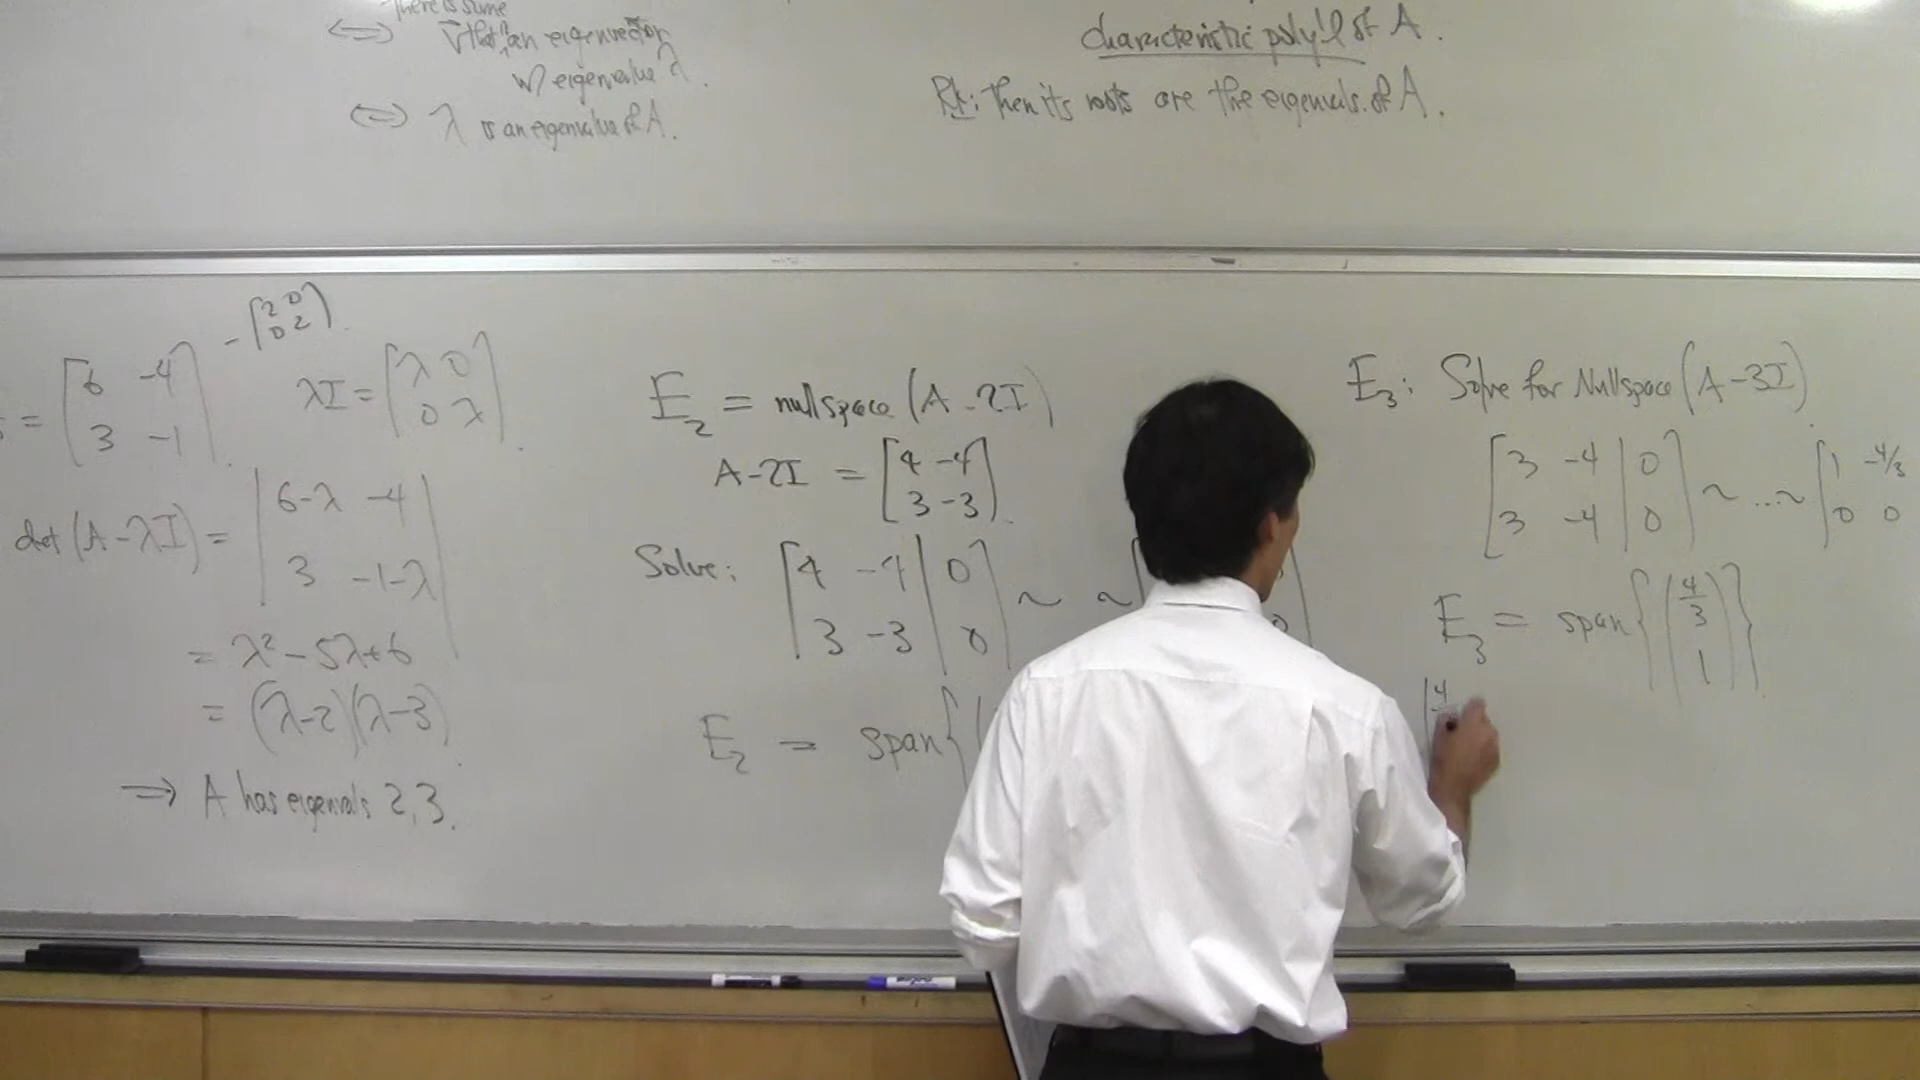 There is some
⟺ v that, an eigenvector
w/ eigenvalue λ.
⟺ λ is an eigenvalue of A.
characteristic poly'l of A.
Rk: Then its roots are the eigenvals. of A.
- [2 0
0 2].
= [6 -4
3 -1].
λI = [λ 0
0 λ].
det(A-λI) = |6-λ -4
3 -1-λ|
= λ² - 5λ+6
= (λ-2)(λ-3).
⇒ A has eigenvals 2,3.
E₂ = nullspace (A-2I)
A-2I = [4 -4
3 -3].
Solve: [4 -4 | 0
3 -3 | 0] ~ ~ [
E₂ = span{(
E₃: Solve for Nullspace(A-3I).
[3 -4 | 0
3 -4 | 0] ~ ... ~ [1 -4/3
0 0
E₃ = span{(4/3
1)}.
4